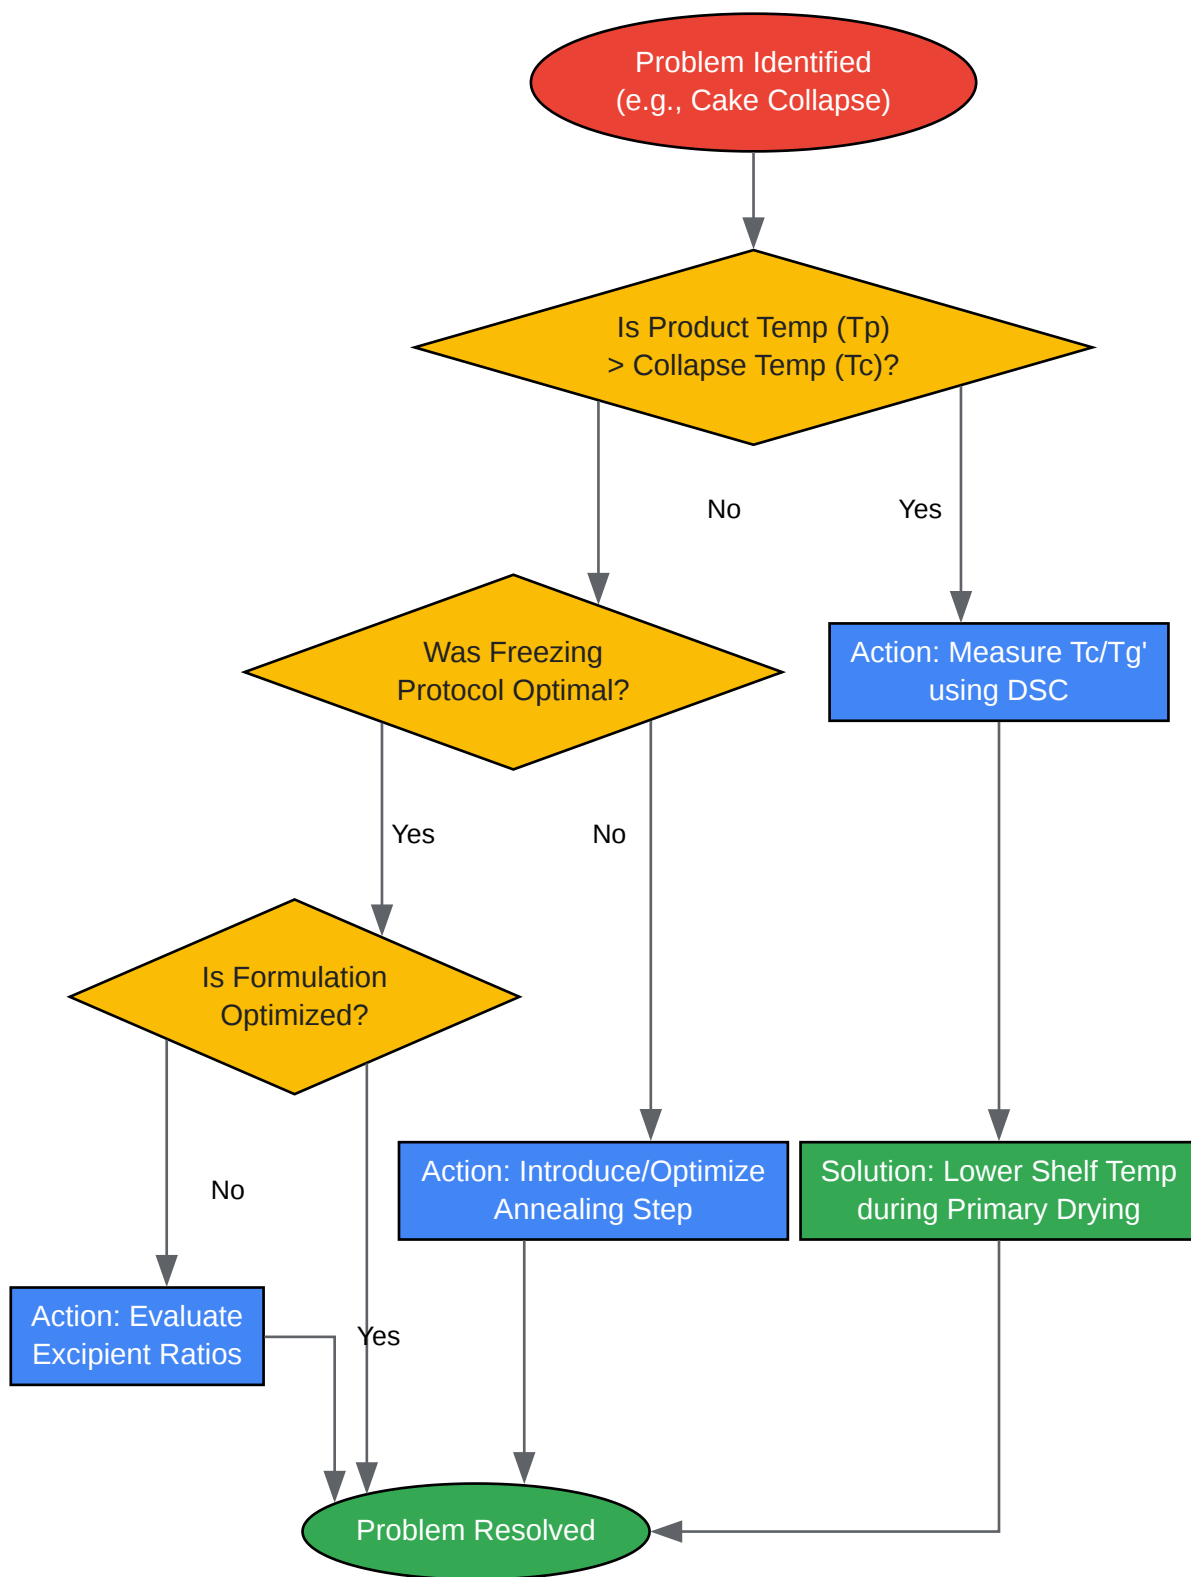 Problem Identified
(e.g., Cake Collapse)
Is Product Temp (Tp)
> Collapse Temp (Tc)?
No
Yes
Was Freezing
Protocol Optimal?
Action: Measure Tc/Tg'
using DSC
Yes
No
Is Formulation
Optimized?
No
Action: Introduce/Optimize
Annealing Step
Solution: Lower Shelf Temp
during Primary Drying
Action: Evaluate
Excipient Ratios
Yes
Problem Resolved